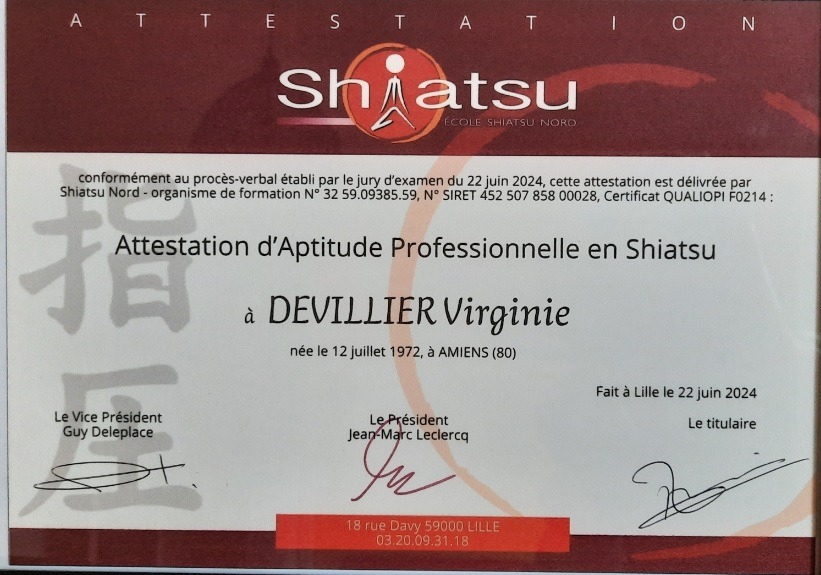 ATTESTATION
Shiatsu
ÉCOLE SHIATSU NORD
conformément au procès-verbal établi par le jury d'examen du 22 juin 2024, cette attestation est délivrée par
Shiatsu Nord - organisme de formation N° 32 59.09385.59, N° SIRET 452 507 858 00028, Certificat QUALIOPI F0214 :
指圧
Attestation d'Aptitude Professionnelle en Shiatsu
à DEVILLIER Virginie
née le 12 juillet 1972, à AMIENS (80)
Fait à Lille le 22 juin 2024
Le Vice Président
Guy Deleplace
Le Président
Jean-Marc Leclercq
Le titulaire
18 rue Davy 59000 LILLE
03.20.09.31.18